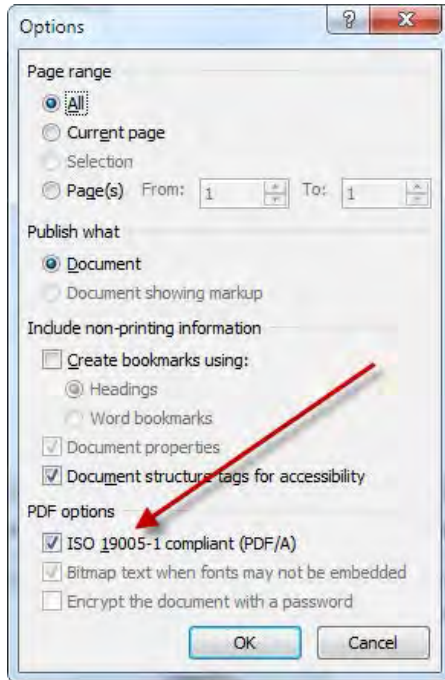 Options
Page range
All
Current page
Selection
Page(s) From: 1 To: 1
Publish what
Document
Document showing markup
Include non-printing information
Create bookmarks using:
Headings
Word bookmarks
Document properties
Document structure tags for accessibility
PDF options
ISO 19005-1 compliant (PDF/A)
Bitmap text when fonts may not be embedded
Encrypt the document with a password
OK Cancel